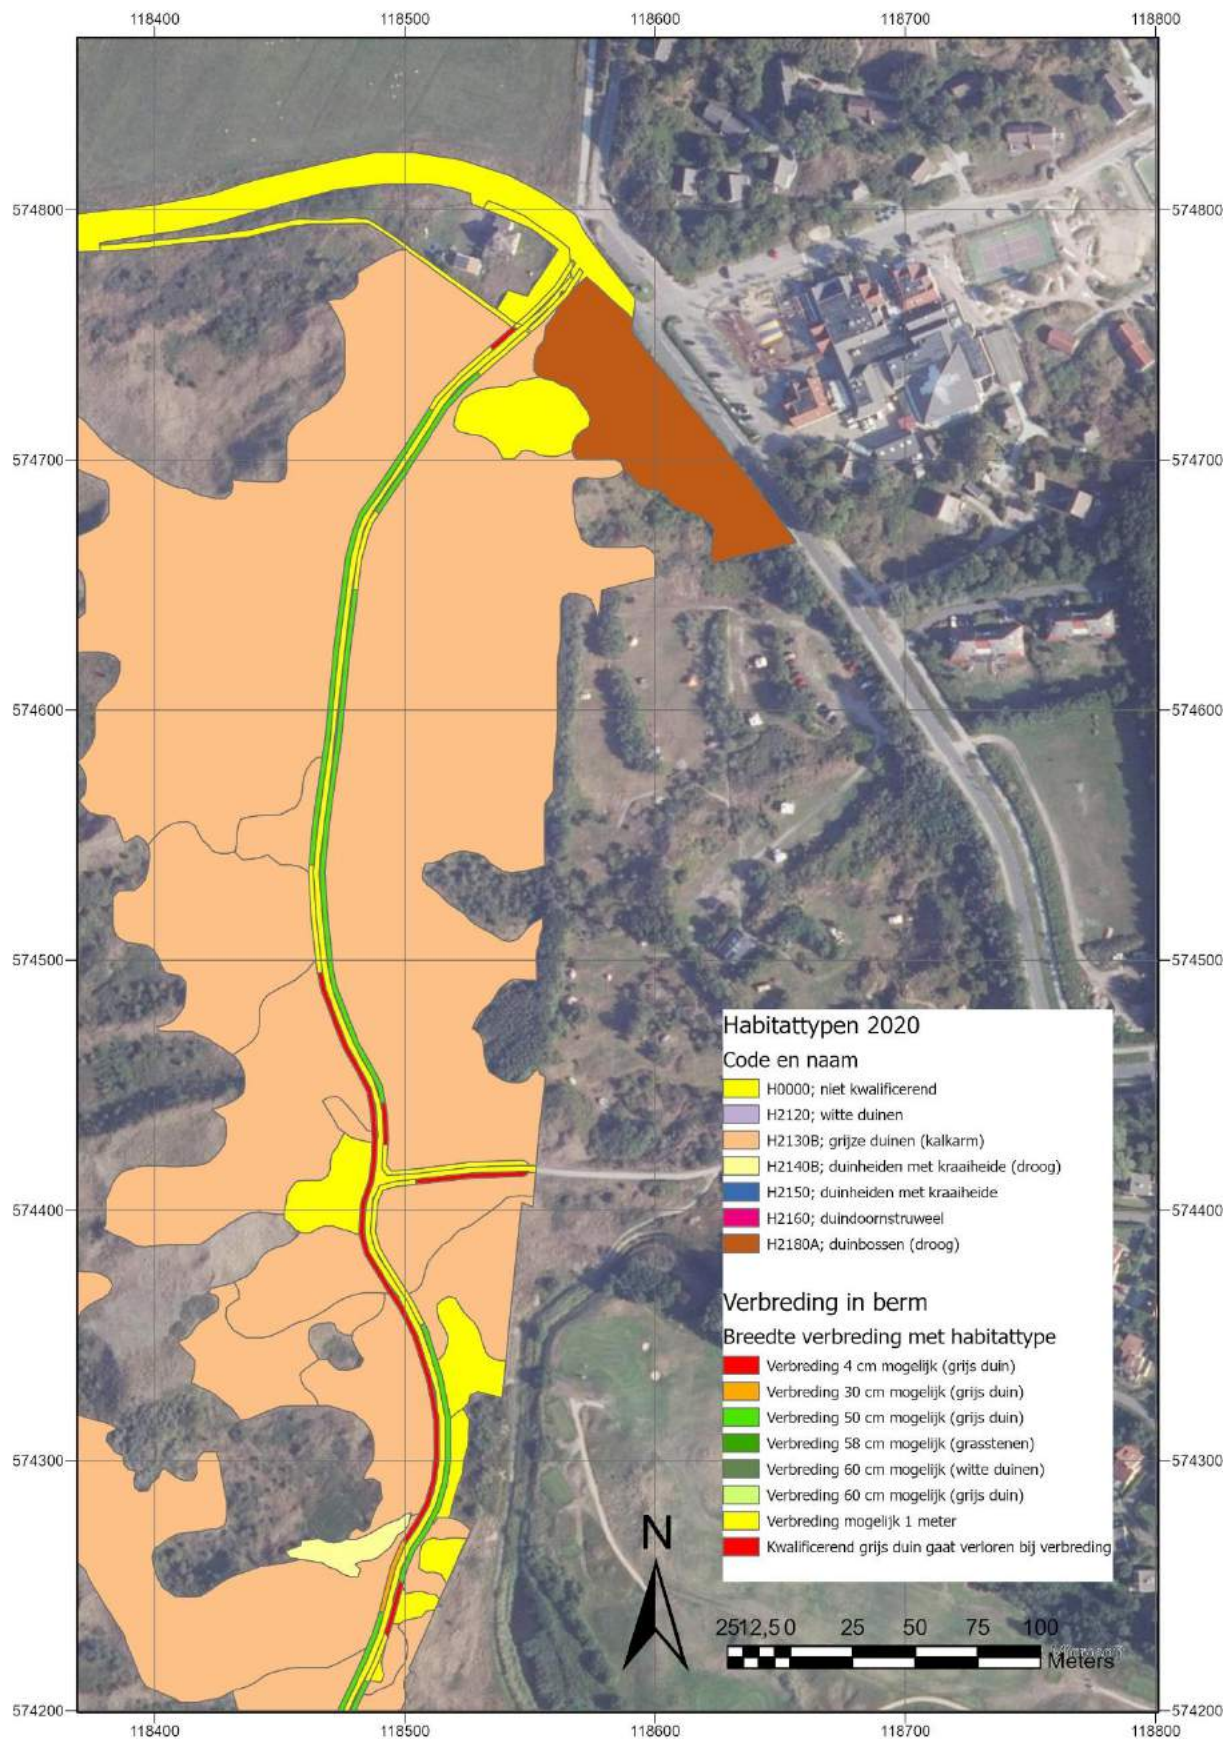 118400 118500 118600 118700 118800
574800 574800
574700 574700
574600 574600
574500 574500
574400 574400
574300 574300
574200 574200
Habitattypen 2020
Code en naam
H0000; niet kwalificerend
H2120; witte duinen
H2130B; grijze duinen (kalkarm)
H2140B; duinheiden met kraaiheide (droog)
H2150; duinheiden met kraaiheide
H2160; duindoornstruweel
H2180A; duinbossen (droog)
Verbreding in berm
Breedte verbreding met habitattype
Verbreding 4 cm mogelijk (grijs duin)
Verbreding 30 cm mogelijk (grijs duin)
Verbreding 50 cm mogelijk (grijs duin)
Verbreding 58 cm mogelijk (grasstenen)
Verbreding 60 cm mogelijk (witte duinen)
Verbreding 60 cm mogelijk (grijs duin)
Verbreding mogelijk 1 meter
Kwalificerend grijs duin gaat verloren bij verbreding
N
25 12,5 0 25 50 75 100
Microsoft
Meters
118400 118500 118600 118700 118800